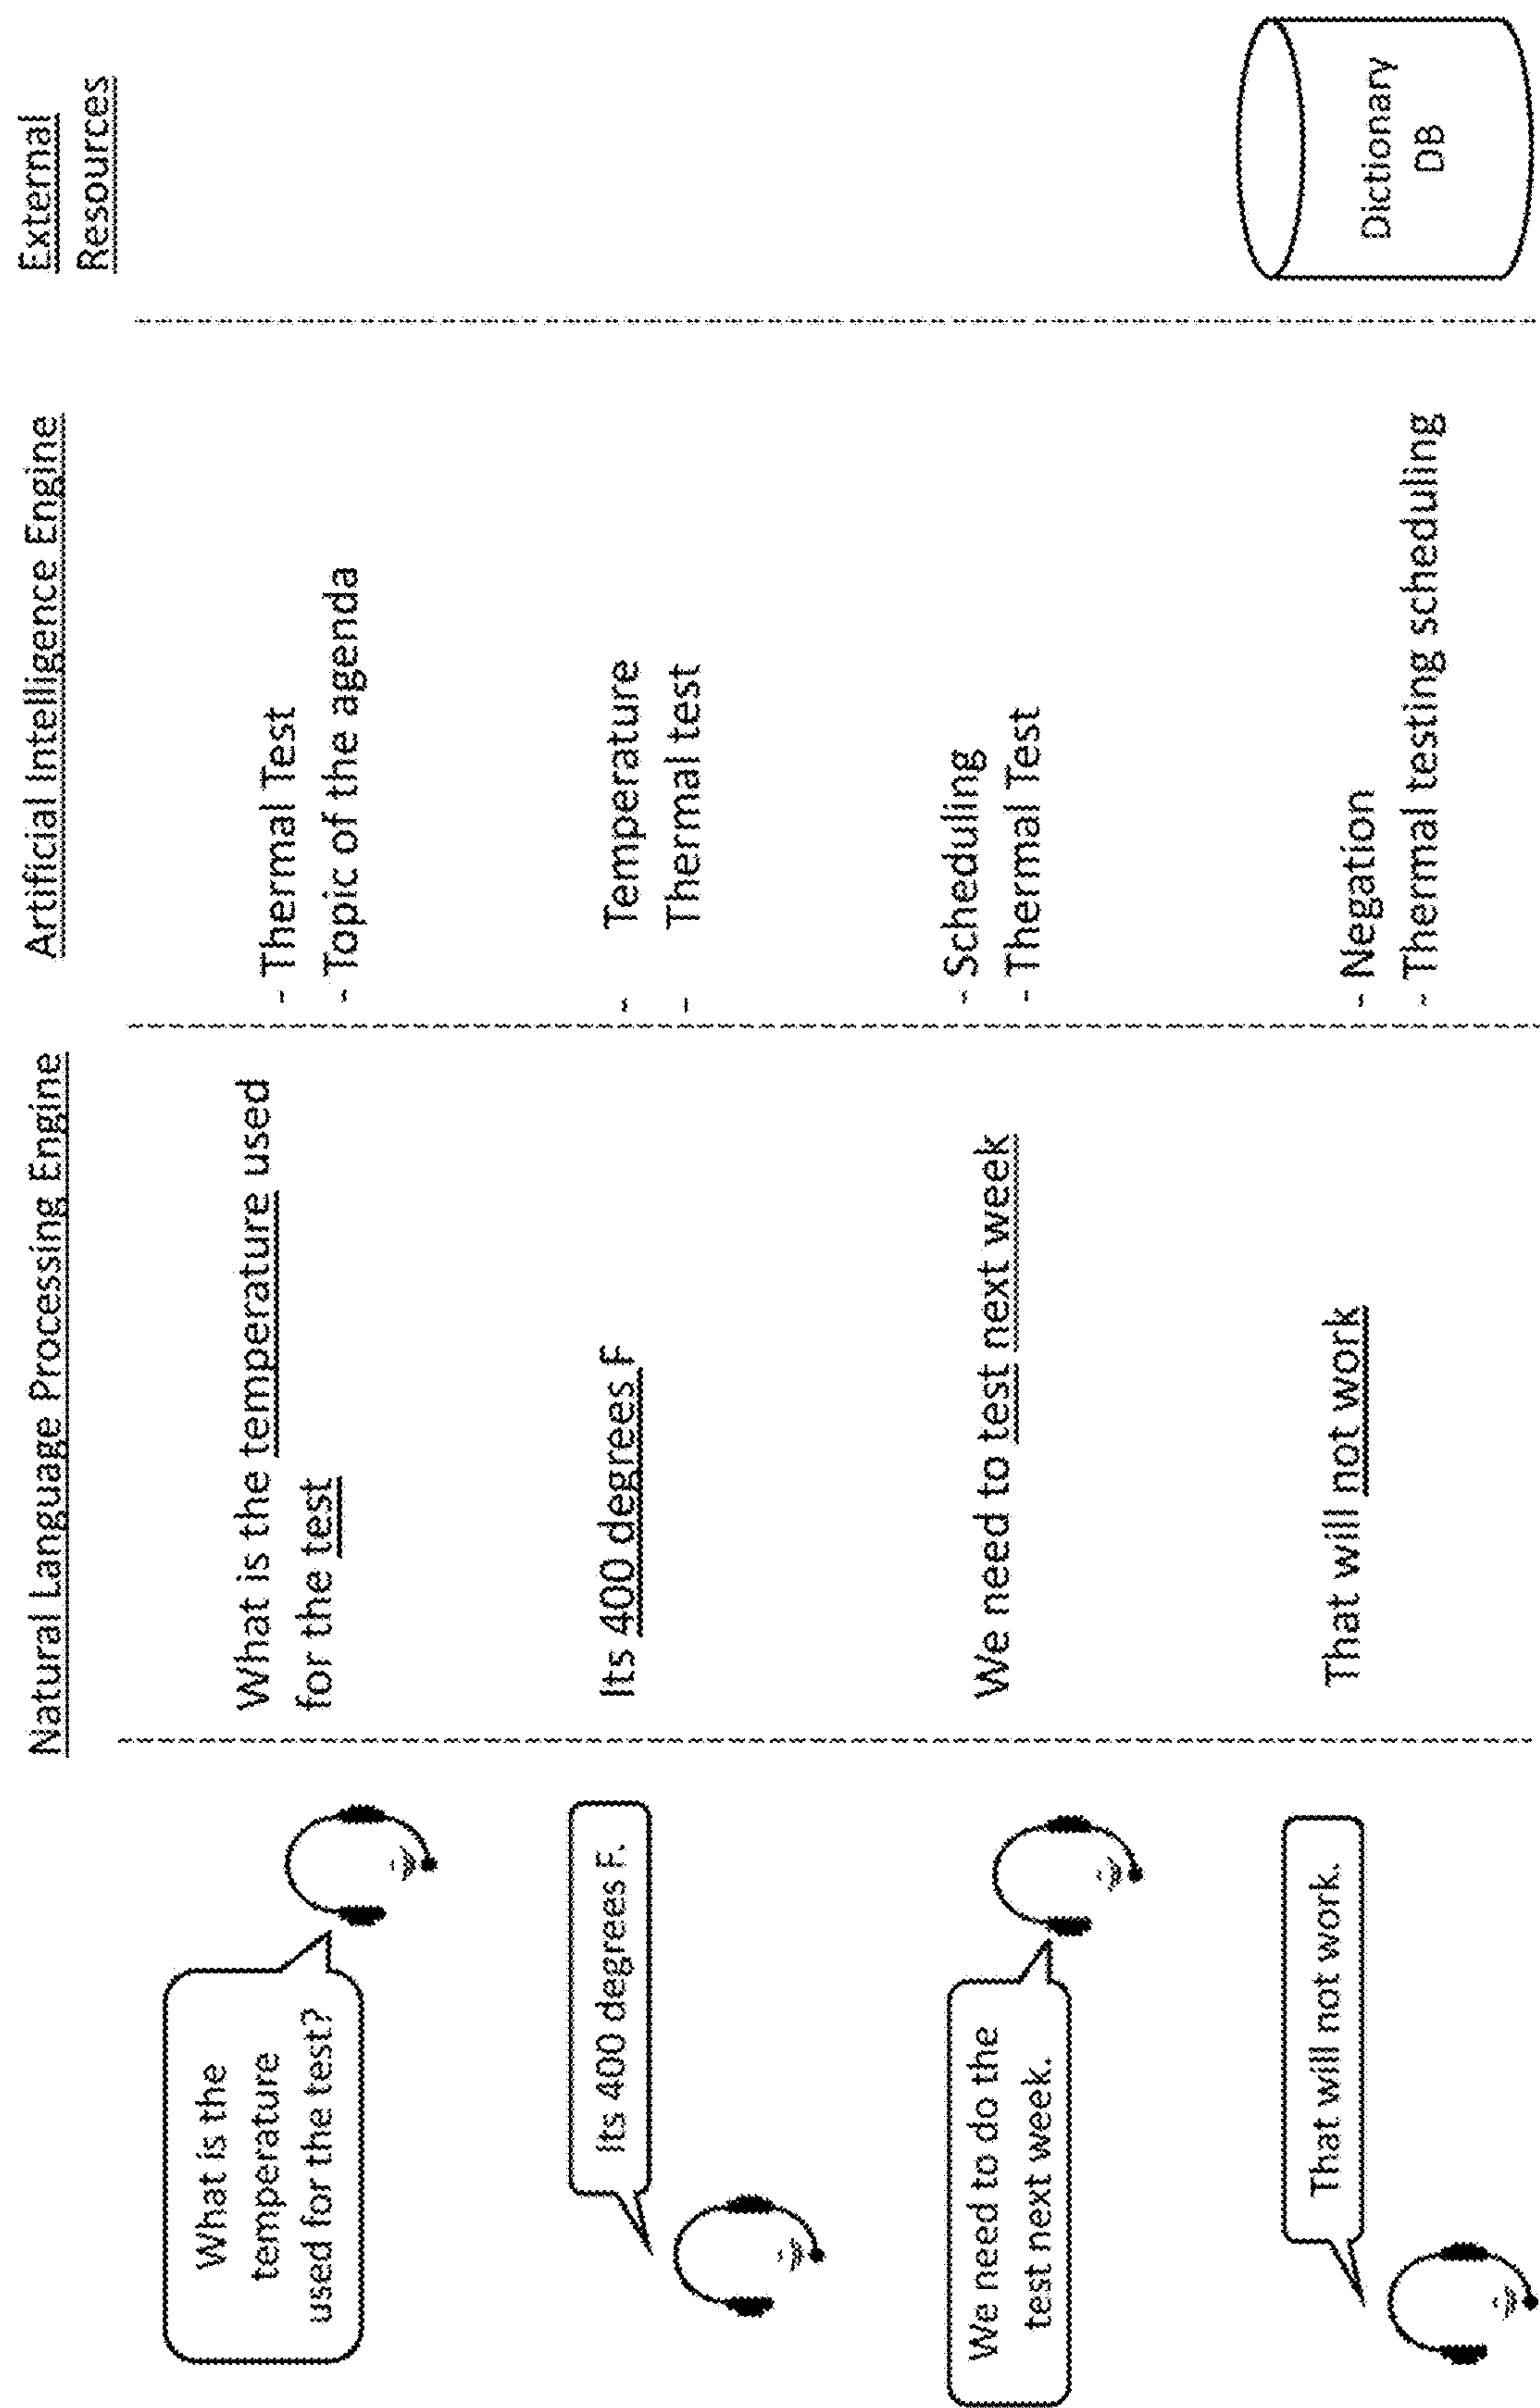 Natural Language Processing Engine
Artificial Intelligence Engine
External
Resources
What is the
temperature
used for the test?
What is the temperature used
for the test
- Thermal Test
- Topic of the agenda
Its 400 degrees F.
Its 400 degrees F
- Temperature
- Thermal test
We need to do the
test next week.
We need to test next week
- Scheduling
- Thermal Test
That will not work.
That will not work
- Negation
- Thermal testing scheduling
Dictionary
DB